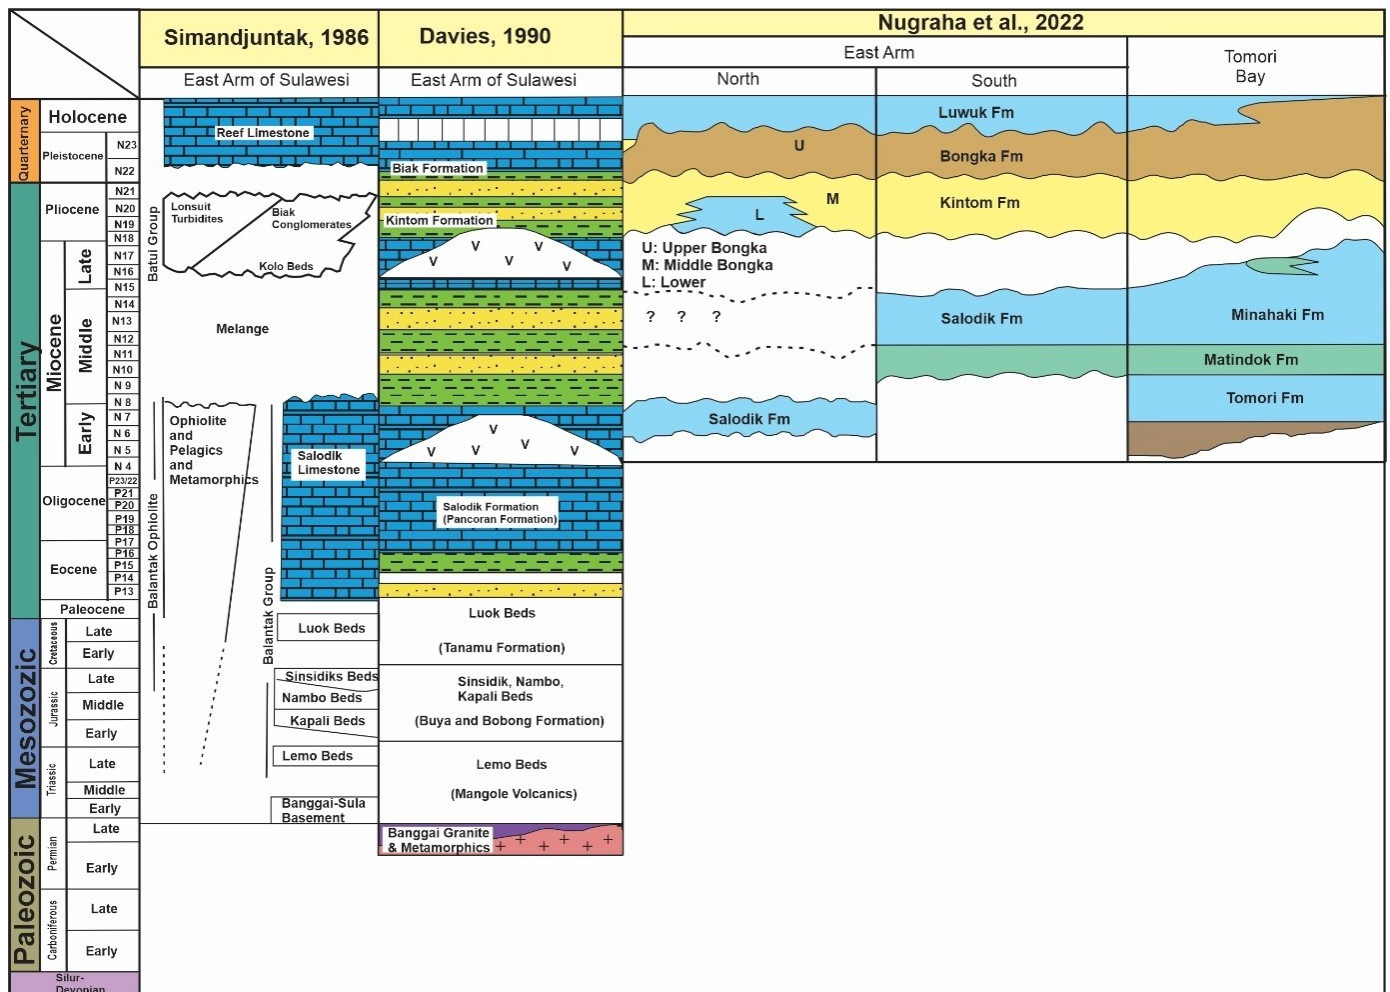 Simandjuntak, 1986
Davies, 1990
Nugraha et al., 2022
East Arm of Sulawesi
East Arm of Sulawesi
East Arm
North
South
Tomori
Bay
Quarternary
Holocene
Pleistocene
N23
N22
Tertiary
Pliocene
N21
N20
N19
N18
Miocene
Late
N17
N16
N15
Middle
N14
N13
N12
N11
N10
N 9
Early
N 8
N 7
N 6
N 5
N 4
Oligocene
P23/22
P21
P20
P19
P18
Eocene
P17
P16
P15
P14
P13
Paleocene
Mesozozic
Cretaceous
Late
Early
Jurassic
Late
Middle
Early
Triassic
Late
Middle
Early
Paleozoic
Permian
Late
Early
Carboniferous
Late
Early
Silur-
Devonian
Batui Group
Reef Limestone
Lonsuit
Turbidites
Biak
Conglomerates
Kolo Beds
Melange
Balantak Ophiolite
Ophiolite
and
Pelagics
and
Metamorphics
Balantak Group
Salodik
Limestone
Luok Beds
Sinsidiks Beds
Nambo Beds
Kapali Beds
Lemo Beds
Banggai-Sula
Basement
Biak Formation
Kintom Formation
V V V V V
V V V V
Salodik Formation
(Pancoran Formation)
Luok Beds
(Tanamu Formation)
Sinsidik, Nambo,
Kapali Beds
(Buya and Bobong Formation)
Lemo Beds
(Mangole Volcanics)
Banggai Granite
& Metamorphics
U
M
L
U: Upper Bongka
M: Middle Bongka
L: Lower
? ? ?
Salodik Fm
Luwuk Fm
Bongka Fm
Kintom Fm
Salodik Fm
Minahaki Fm
Matindok Fm
Tomori Fm